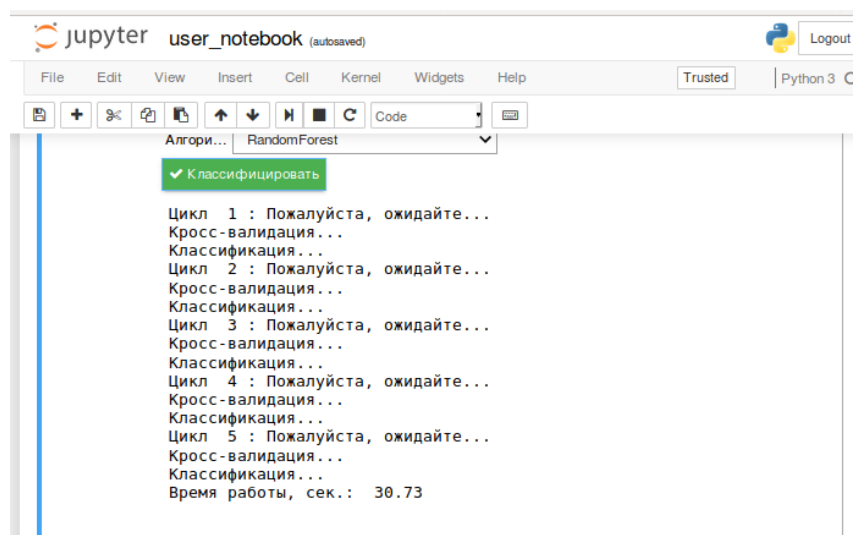 jupyter user_notebook (autosaved) Logout
File Edit View Insert Cell Kernel Widgets Help Trusted Python 3
Code
Алгори... RandomForest
Классифицировать
Цикл 1 : Пожалуйста, ожидайте...
Кросс-валидация...
Классификация...
Цикл 2 : Пожалуйста, ожидайте...
Кросс-валидация...
Классификация...
Цикл 3 : Пожалуйста, ожидайте...
Кросс-валидация...
Классификация...
Цикл 4 : Пожалуйста, ожидайте...
Кросс-валидация...
Классификация...
Цикл 5 : Пожалуйста, ожидайте...
Кросс-валидация...
Классификация...
Время работы, сек.: 30.73